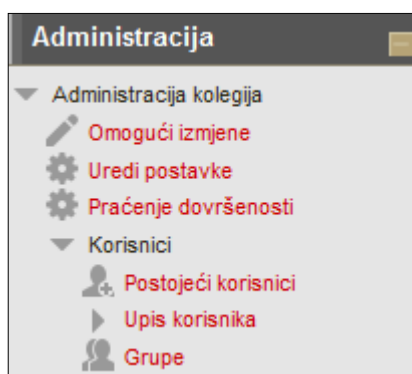 Administracija
Administracija kolegija
Omogući izmjene
Uredi postavke
Praćenje dovršenosti
Korisnici
Postojeći korisnici
Upis korisnika
Grupe